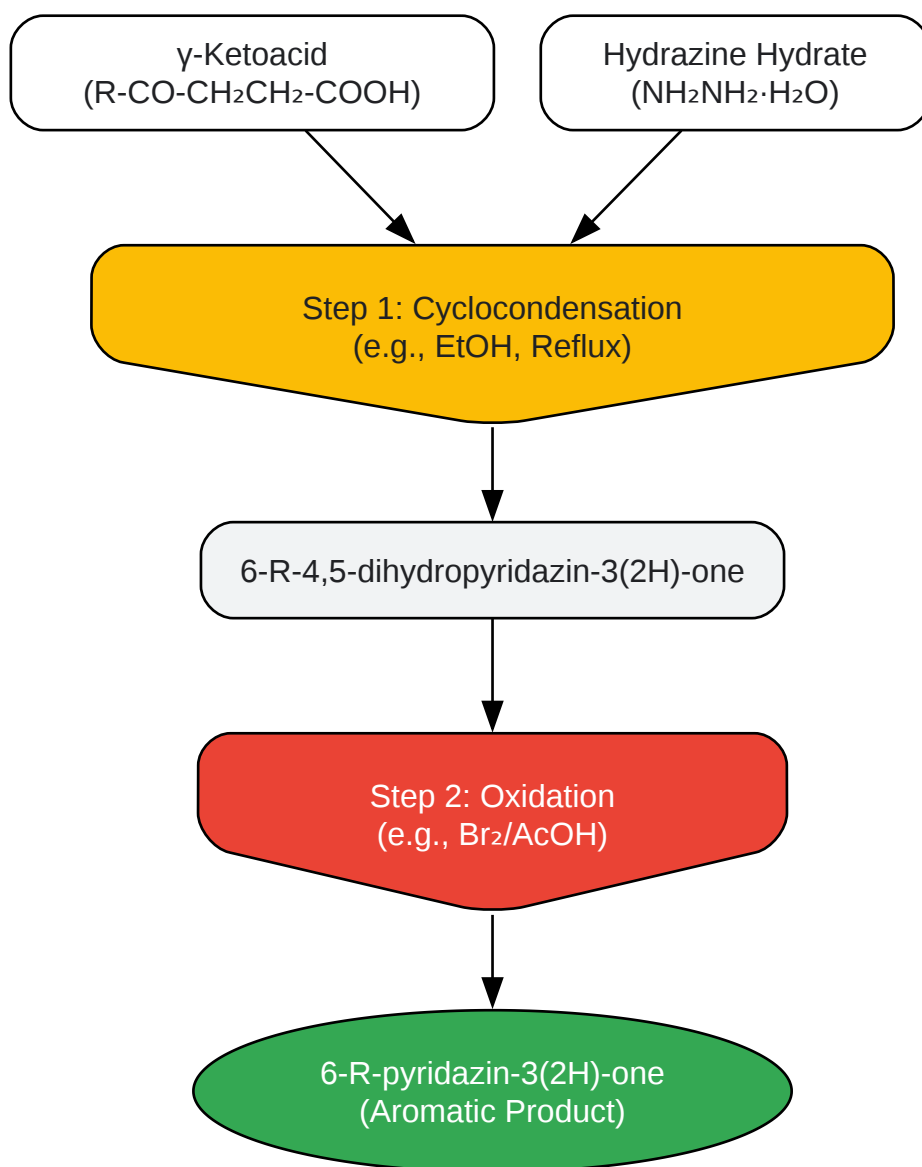 γ-Ketoacid
(R-CO-CH₂CH₂-COOH)
Hydrazine Hydrate
(NH₂NH₂·H₂O)
Step 1: Cyclocondensation
(e.g., EtOH, Reflux)
6-R-4,5-dihydropyridazin-3(2H)-one
Step 2: Oxidation
(e.g., Br₂/AcOH)
6-R-pyridazin-3(2H)-one
(Aromatic Product)